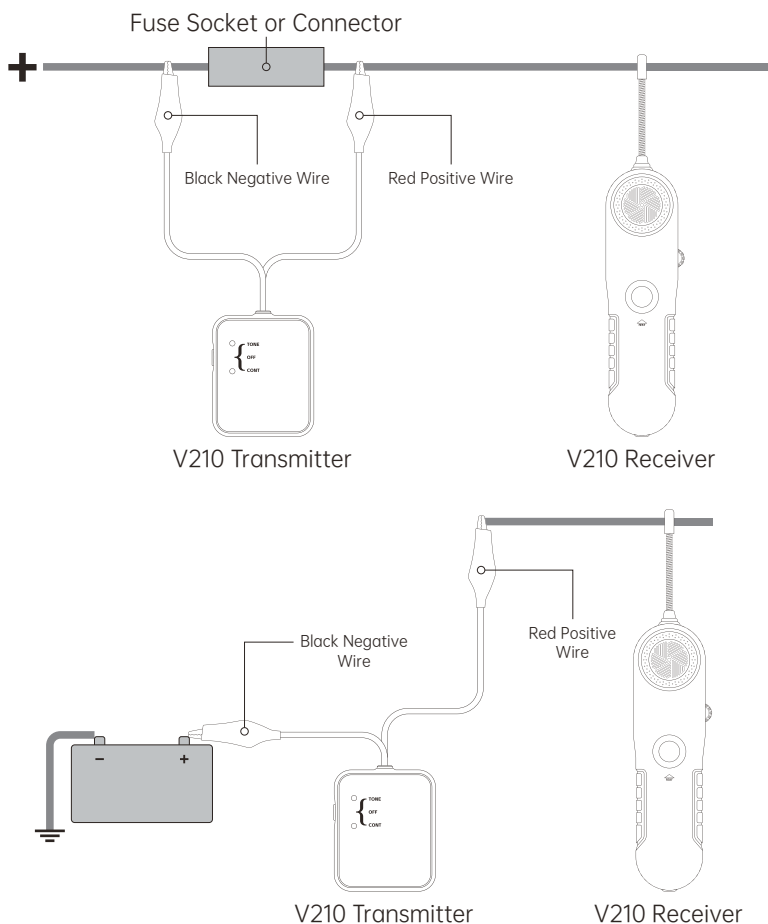 Fuse Socket or Connector
+
Black Negative Wire
Red Positive Wire
TONE
OFF
CONT
V210 Transmitter
V210 Receiver
Black Negative
Wire
Red Positive
Wire
−
+
TONE
OFF
CONT
V210 Transmitter
V210 Receiver